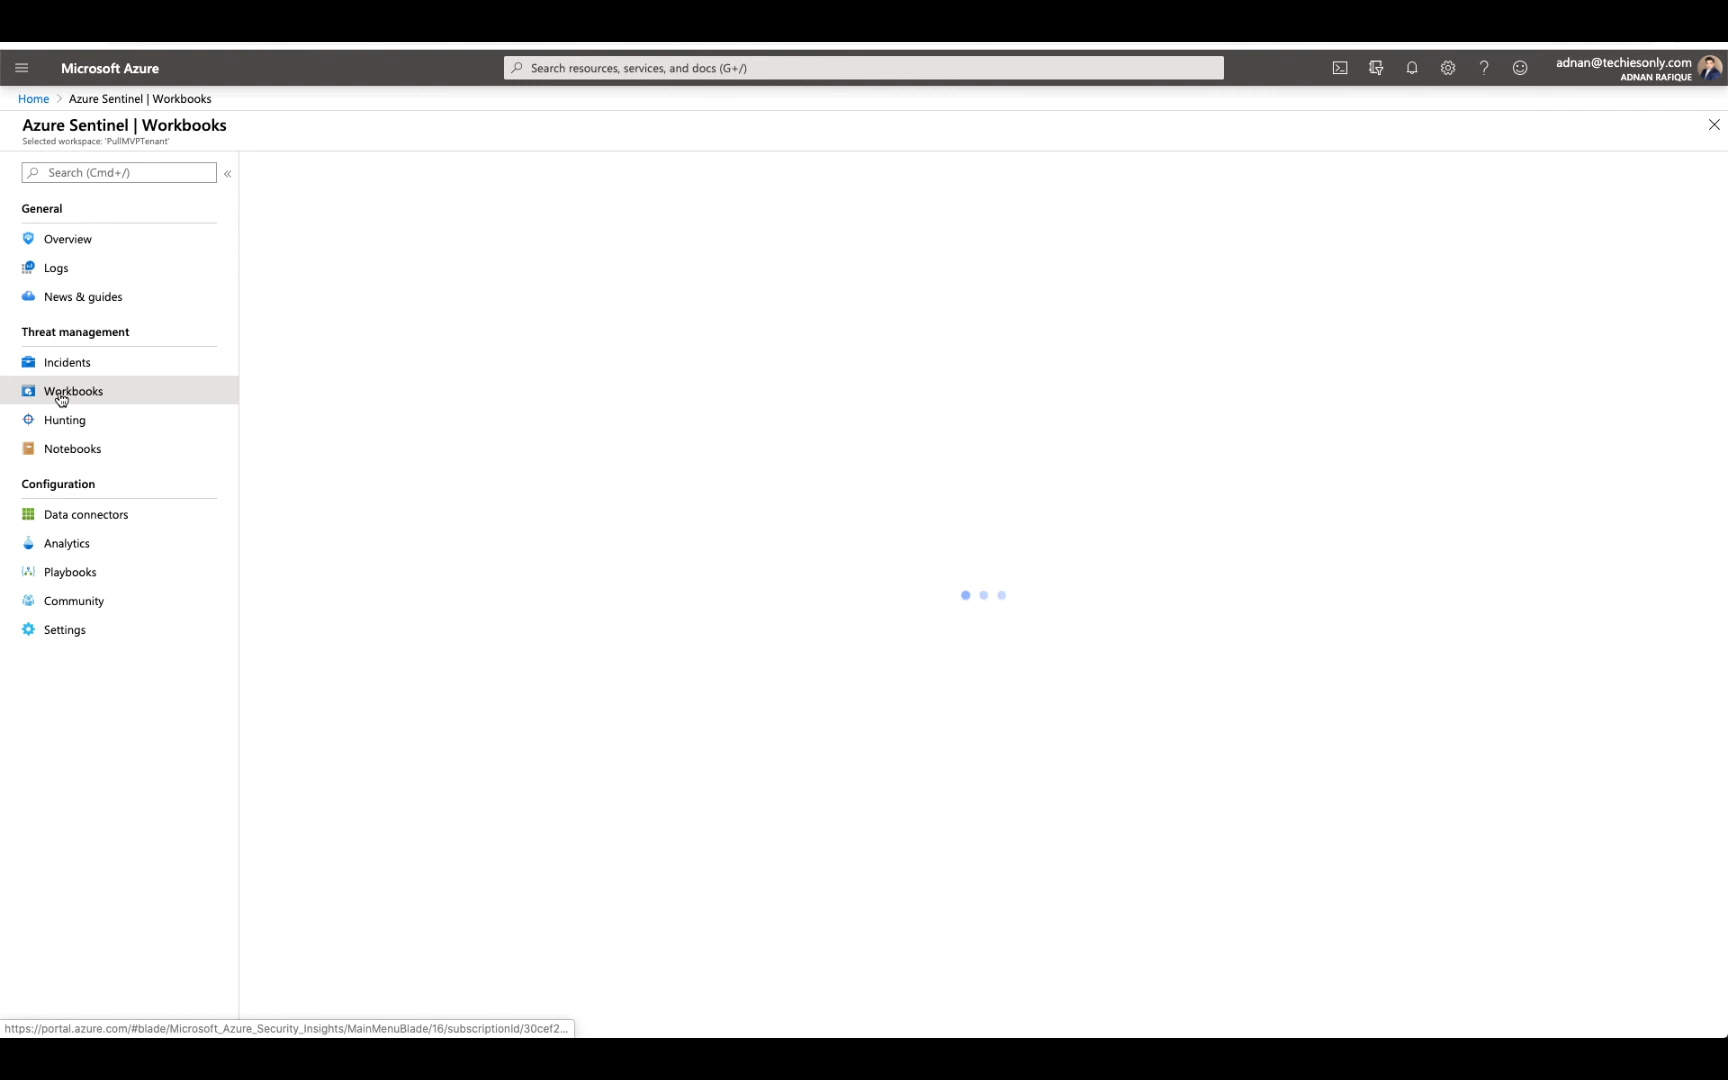 Microsoft Azure
Search resources, services, and docs (G+/)
adnan@techiesonly.com
ADNAN RAFIQUE
Home > Azure Sentinel | Workbooks
Azure Sentinel | Workbooks
Selected workspace: 'PullMVPTenant'
Search (Cmd+/)
«
General
Overview
Logs
News & guides
Threat management
Incidents
Workbooks
Hunting
Notebooks
Configuration
Data connectors
Analytics
Playbooks
Community
Settings
https://portal.azure.com/#blade/Microsoft_Azure_Security_Insights/MainMenuBlade/16/subscriptionId/30cef2...